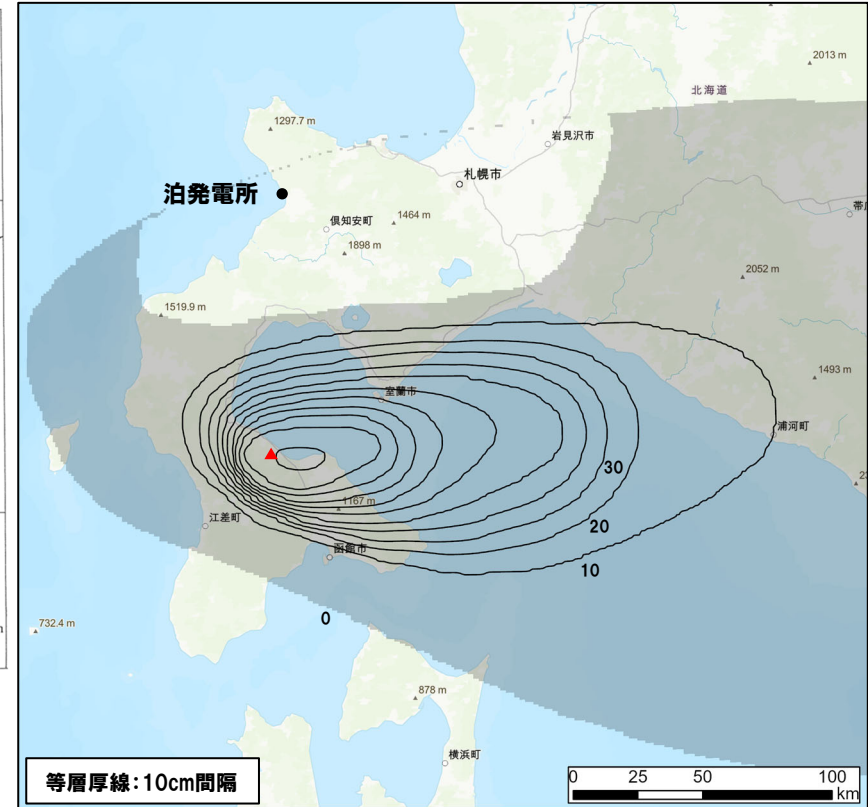 2013 m
北海道
1297.7 m
岩見沢市
札幌市
泊発電所
倶知安町
1464 m
1898 m
2052 m
1519.9 m
1493 m
室蘭市
浦河町
30
1167 m
江差町
20
函館市
10
0
732.4 m
878 m
横浜町
等層厚線:10cm間隔
0 25 50 100
km